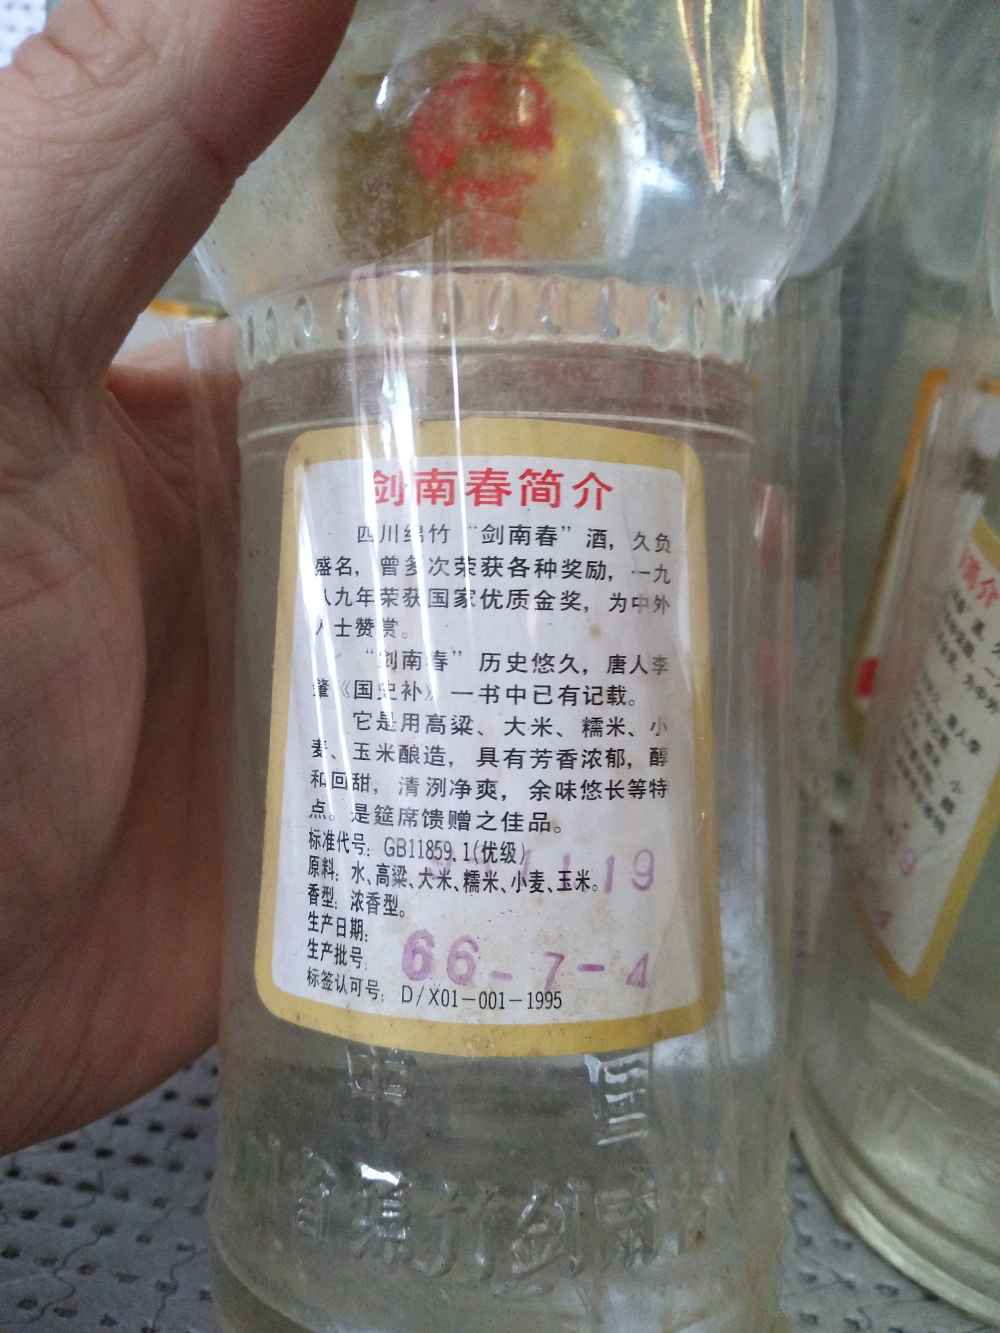 剑南春简介
四川绵竹“剑南春”酒，久负
盛名，曾多次荣获各种奖励，一九
八九年荣获国家优质金奖，为中外
人士赞赏。
“剑南春”历史悠久，唐人李
肇《国史补》一书中已有记载。
它是用高粱、大米、糯米、小
麦、玉米酿造，具有芳香浓郁，醇
和回甜，清洌净爽，余味悠长等特
点。是筵席馈赠之佳品。
标准代号：GB11859.1(优级)
原料：水、高粱、大米、糯米、小麦、玉米。
香型：浓香型。
生产日期：
生产批号：66-7-4
标签认可号：D/X01-001-1995
中国
绵竹剑南